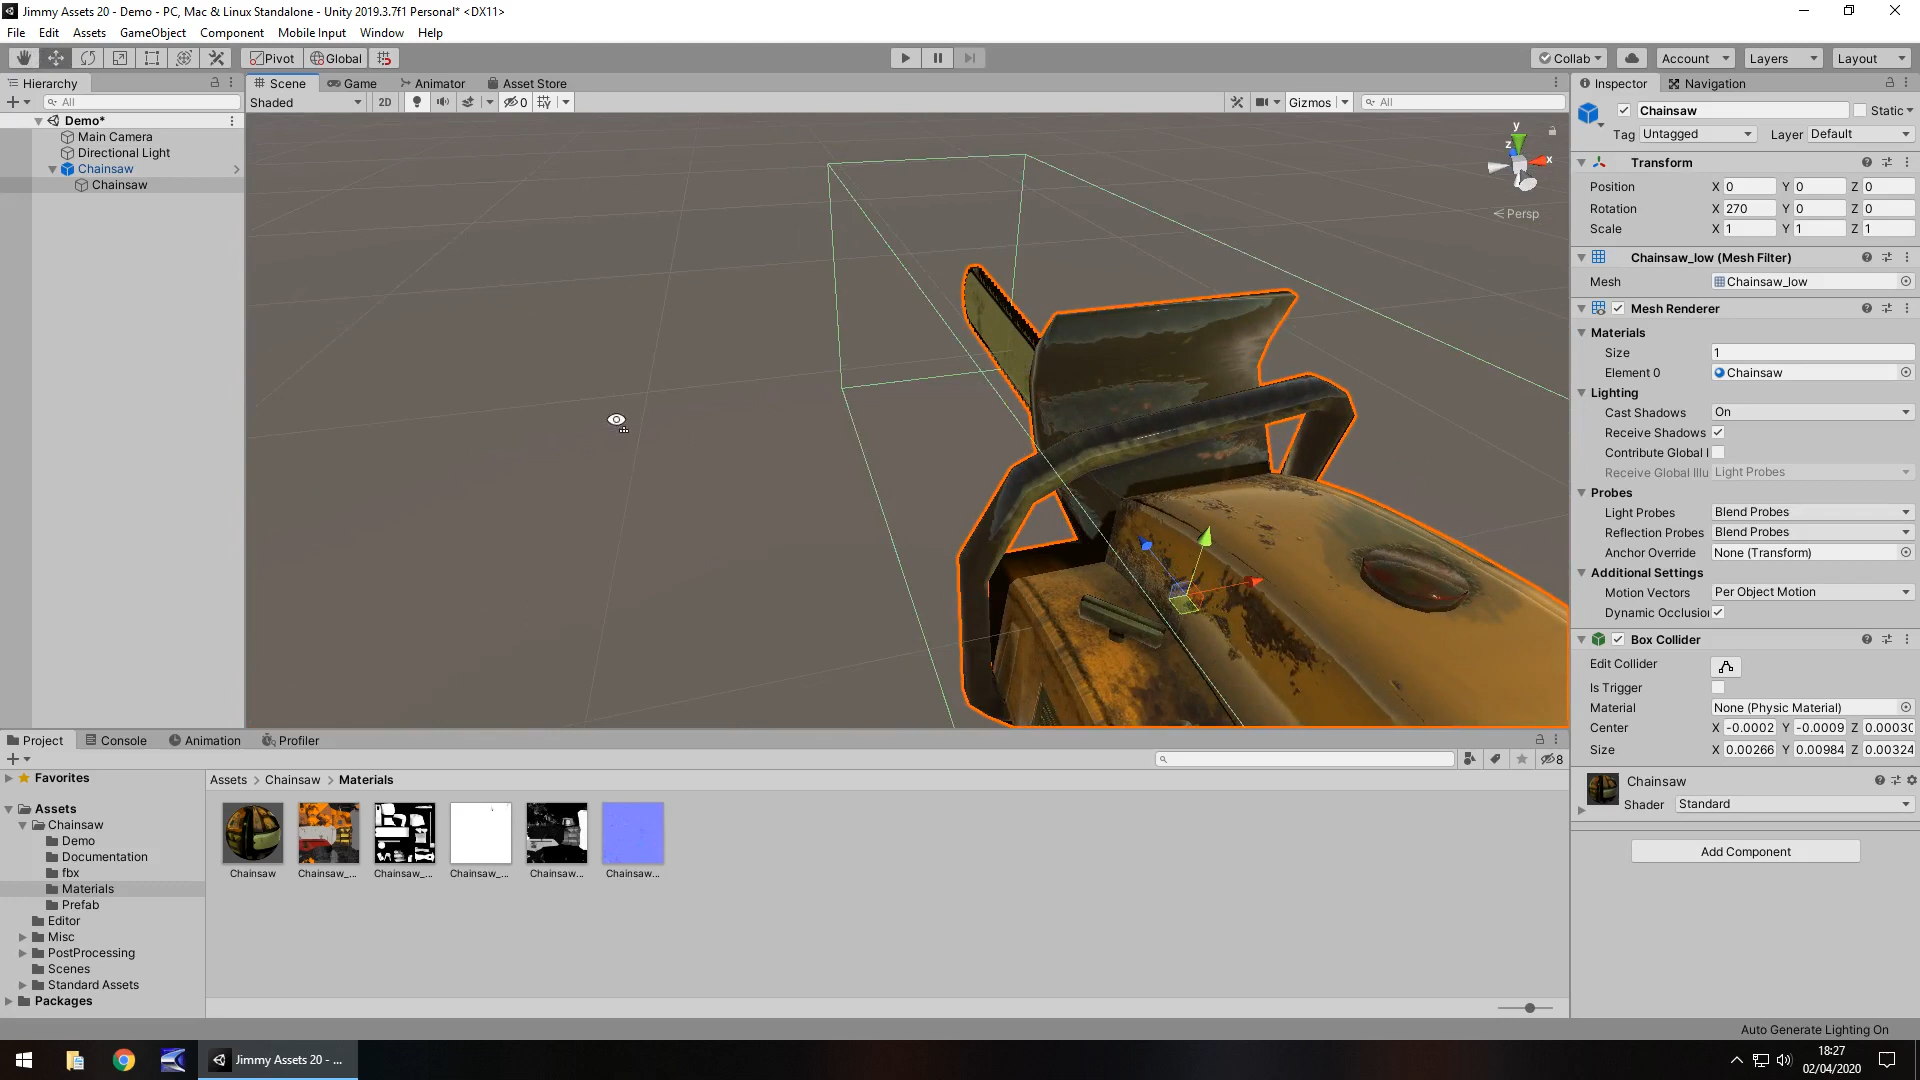 Jimmy Assets 20 - Demo - PC, Mac & Linux Standalone - Unity 2019.3.7f1 Personal* <DX11>
File Edit Assets GameObject Component Mobile Input Window Help
Pivot Global Collab Account Layers Layout
Hierarchy
All
Demo*
Main Camera
Directional Light
Chainsaw
Chainsaw
Scene Game Animator Asset Store
Shaded 2D 0 Gizmos All
y
z
x
Persp
Inspector Navigation
Chainsaw Static
Tag Untagged Layer Default
Transform
Position X 0 Y 0 Z 0
Rotation X 270 Y 0 Z 0
Scale X 1 Y 1 Z 1
Chainsaw_low (Mesh Filter)
Mesh Chainsaw_low
Mesh Renderer
Materials
Size 1
Element 0 Chainsaw
Lighting
Cast Shadows On
Receive Shadows
Contribute Global I
Receive Global Illu Light Probes
Probes
Light Probes Blend Probes
Reflection Probes Blend Probes
Anchor Override None (Transform)
Additional Settings
Motion Vectors Per Object Motion
Dynamic Occlusion
Box Collider
Edit Collider
Is Trigger
Material None (Physic Material)
Center X -0.0002 Y -0.0009 Z 0.00030
Size X 0.00266 Y 0.00984 Z 0.00324
Chainsaw
Shader Standard
Add Component
Project Console Animation Profiler
8
Favorites
Assets
Chainsaw
Demo
Documentation
fbx
Materials
Prefab
Editor
Misc
PostProcessing
Scenes
Standard Assets
Packages
Assets > Chainsaw > Materials
Chainsaw Chainsaw_... Chainsaw_... Chainsaw_... Chainsaw... Chainsaw...
Auto Generate Lighting On
Jimmy Assets 20 - ...
18:27
02/04/2020